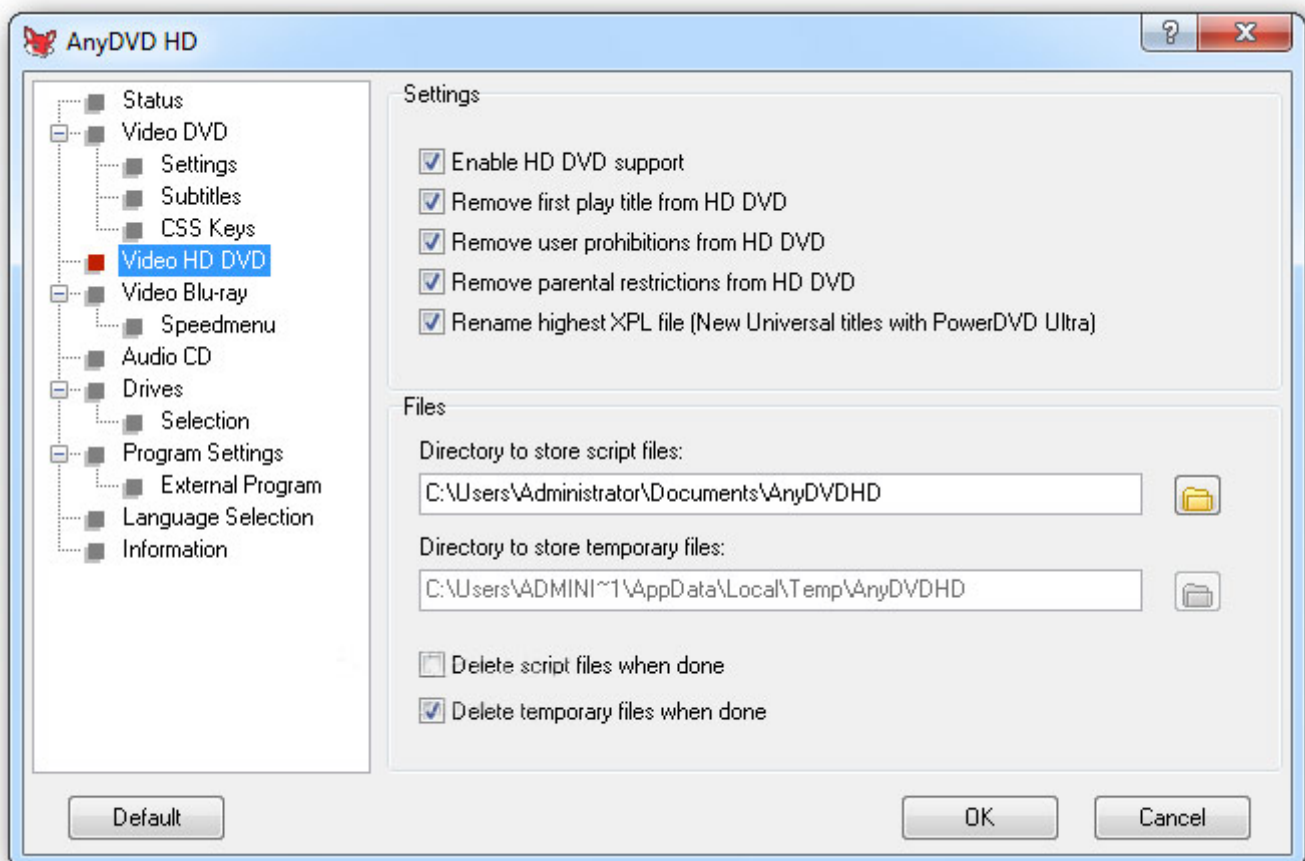 AnyDVD HD
Status
Video DVD
Settings
Subtitles
CSS Keys
Video HD DVD
Video Blu-ray
Speedmenu
Audio CD
Drives
Selection
Program Settings
External Program
Language Selection
Information
Settings
Enable HD DVD support
Remove first play title from HD DVD
Remove user prohibitions from HD DVD
Remove parental restrictions from HD DVD
Rename highest XPL file (New Universal titles with PowerDVD Ultra)
Files
Directory to store script files:
C:\Users\Administrator\Documents\AnyDVDHD
Directory to store temporary files:
C:\Users\ADMINI~1\AppData\Local\Temp\AnyDVDHD
Delete script files when done
Delete temporary files when done
Default
OK
Cancel